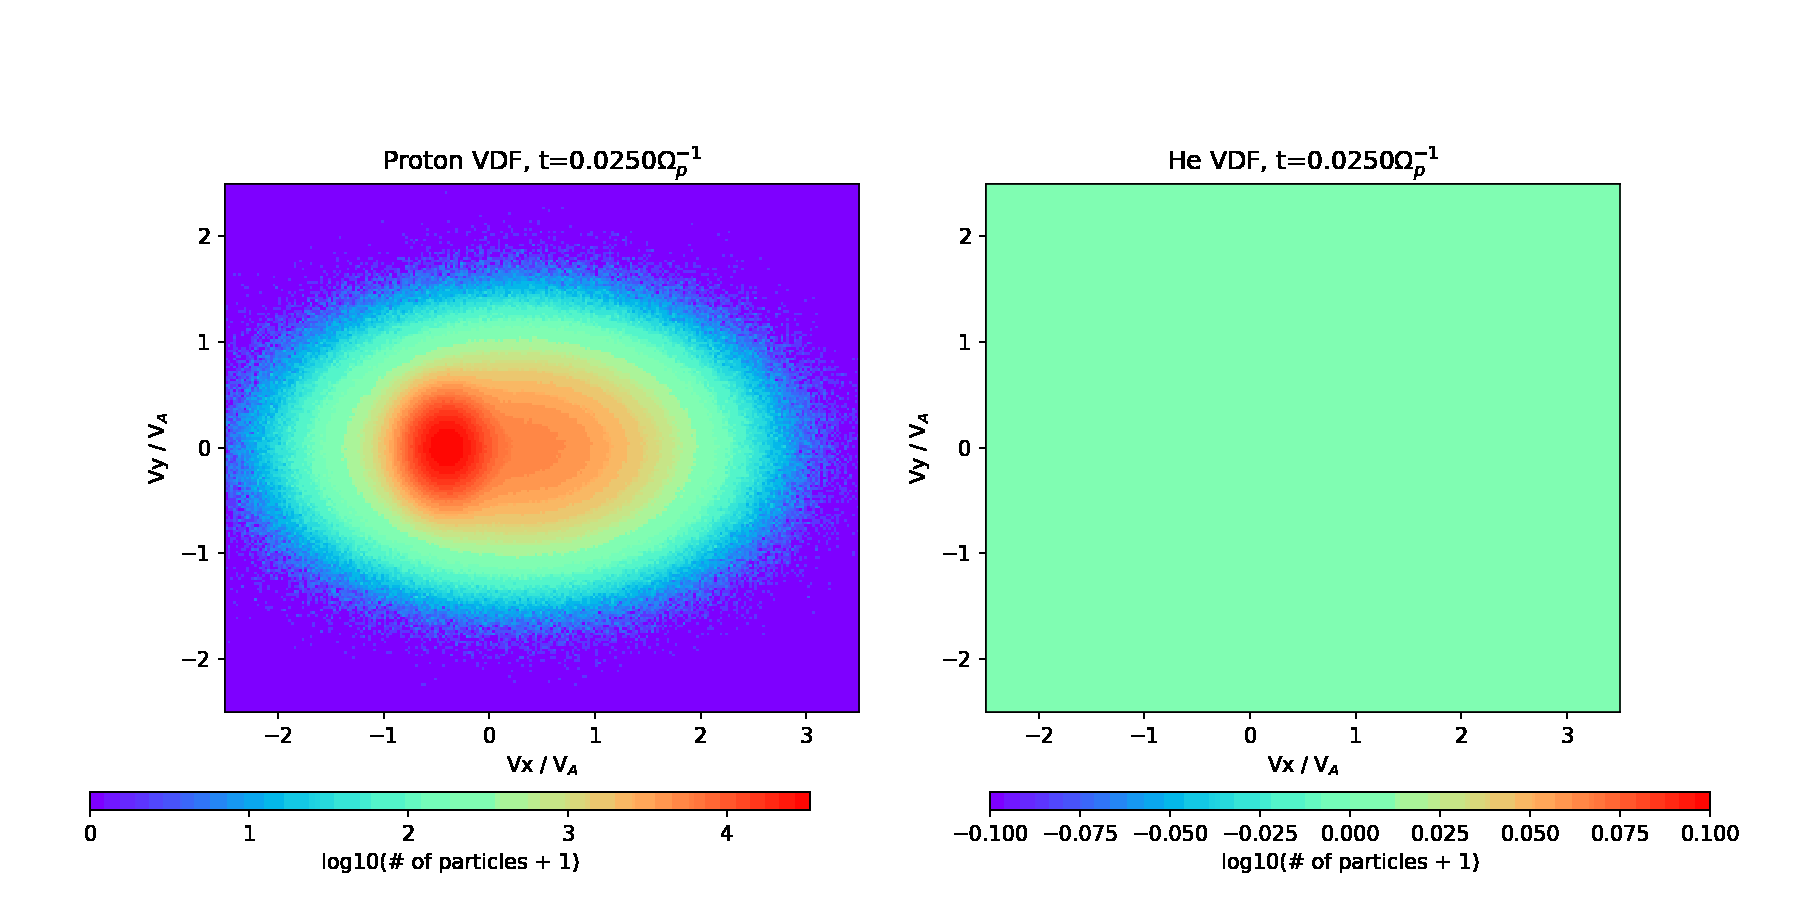 Proton VDF, t=0.0250Ω_p^{-1}
2
1
0
−1
−2
Vy / V_A
−2 −1 0 1 2 3
Vx / V_A
0 1 2 3 4
log10(# of particles + 1)
He VDF, t=0.0250Ω_p^{-1}
2
1
0
−1
−2
Vy / V_A
−2 −1 0 1 2 3
Vx / V_A
−0.100 −0.075 −0.050 −0.025 0.000 0.025 0.050 0.075 0.100
log10(# of particles + 1)